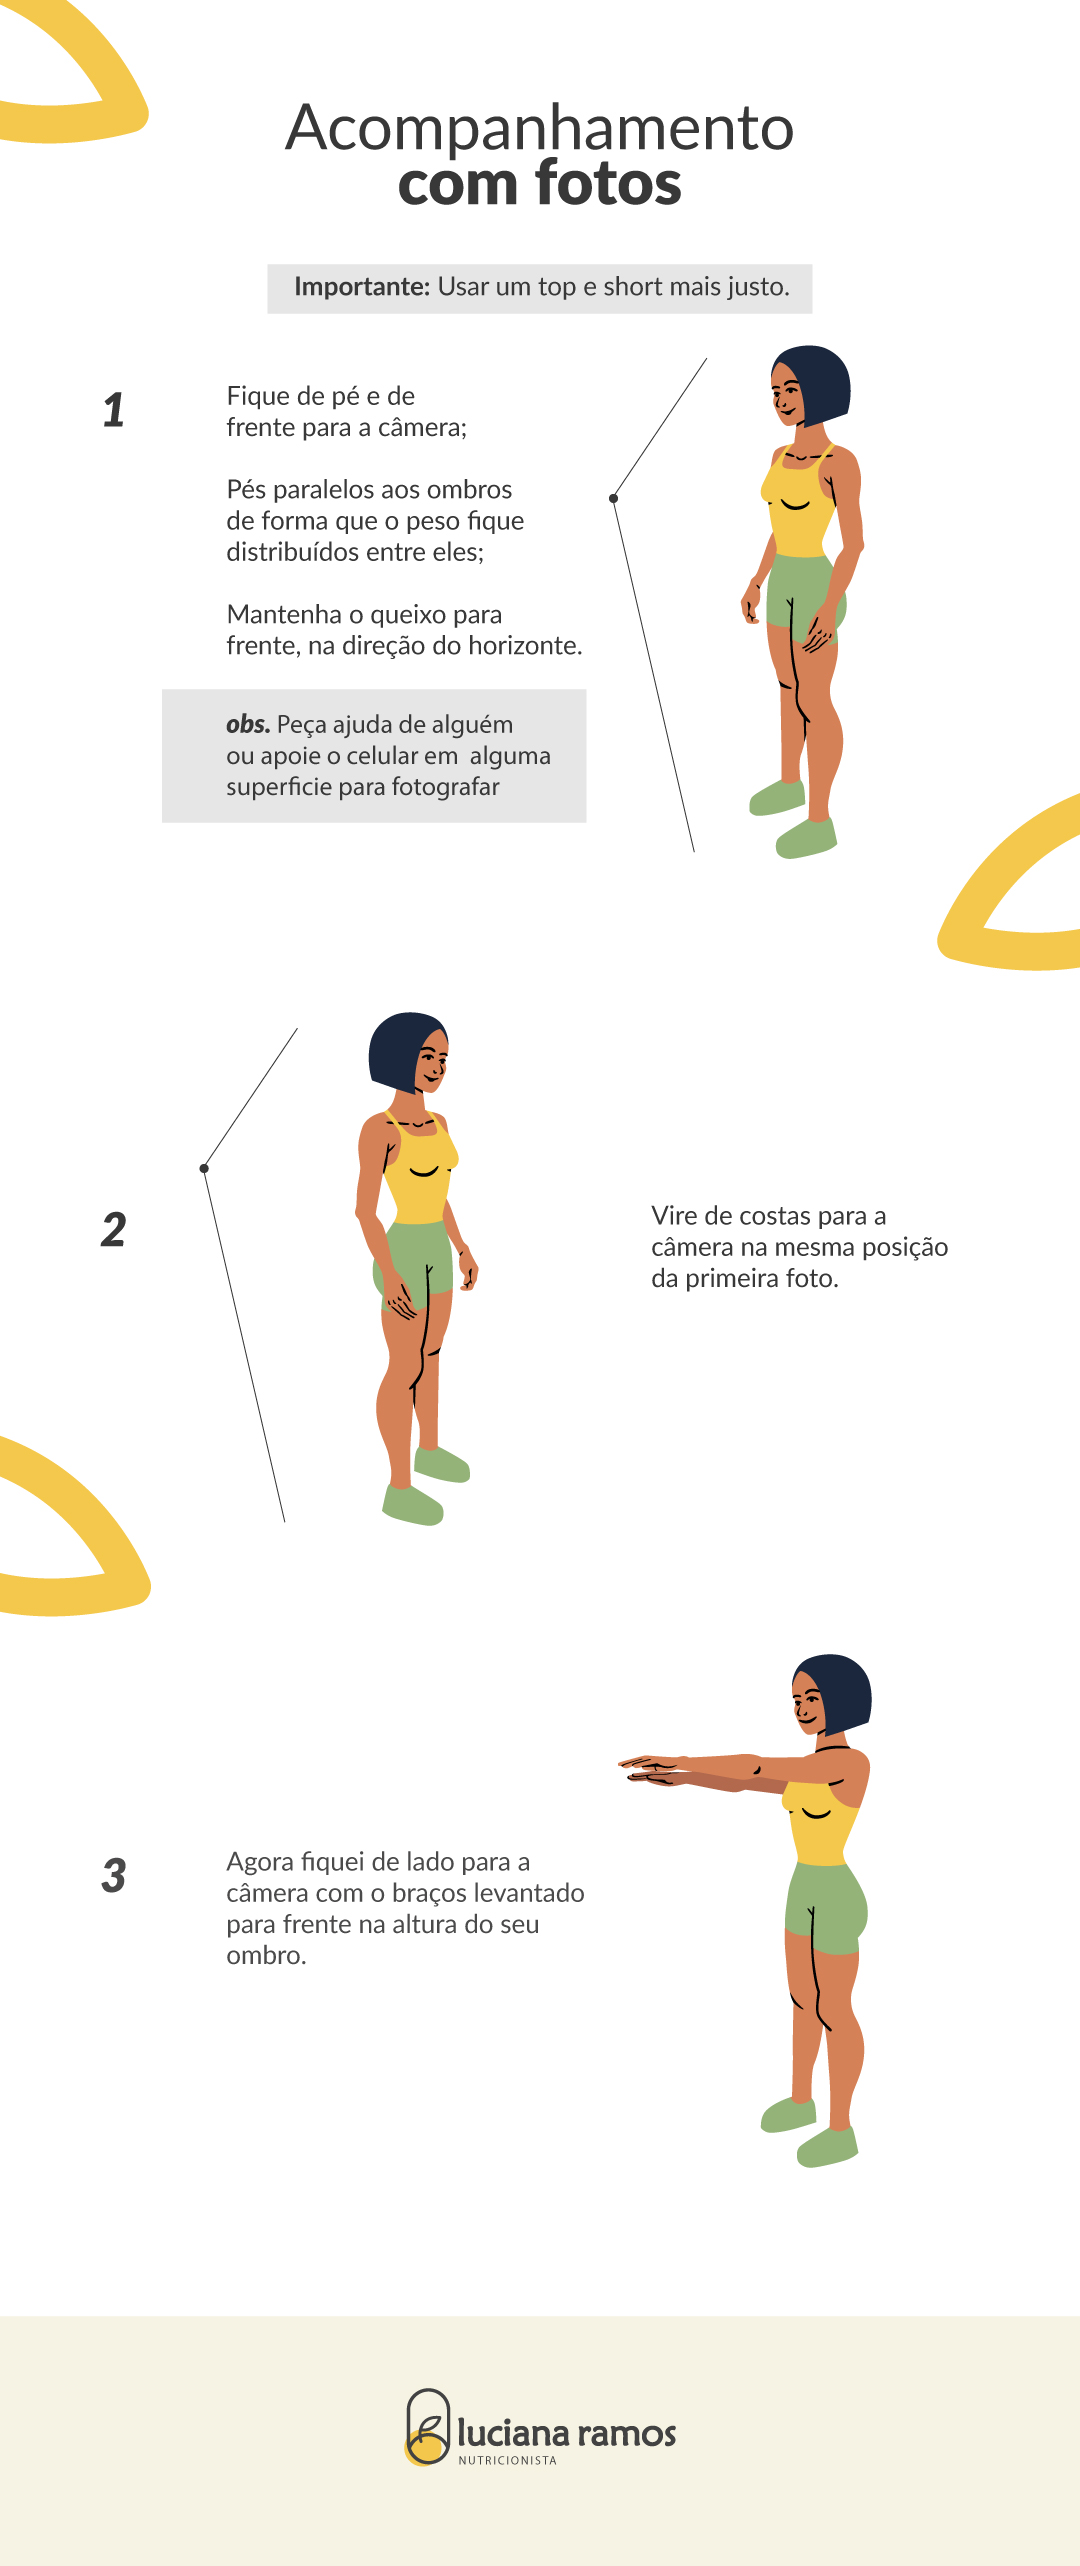 Acompanhamento
com fotos
Importante: Usar um top e short mais justo.
1
Fique de pé e de
frente para a câmera;
Pés paralelos aos ombros
de forma que o peso fique
distribuídos entre eles;
Mantenha o queixo para
frente, na direção do horizonte.
obs. Peça ajuda de alguém
ou apoie o celular em alguma
superficie para fotografar
2
Vire de costas para a
câmera na mesma posição
da primeira foto.
3
Agora fiquei de lado para a
câmera com o braços levantado
para frente na altura do seu
ombro.
luciana ramos
NUTRICIONISTA